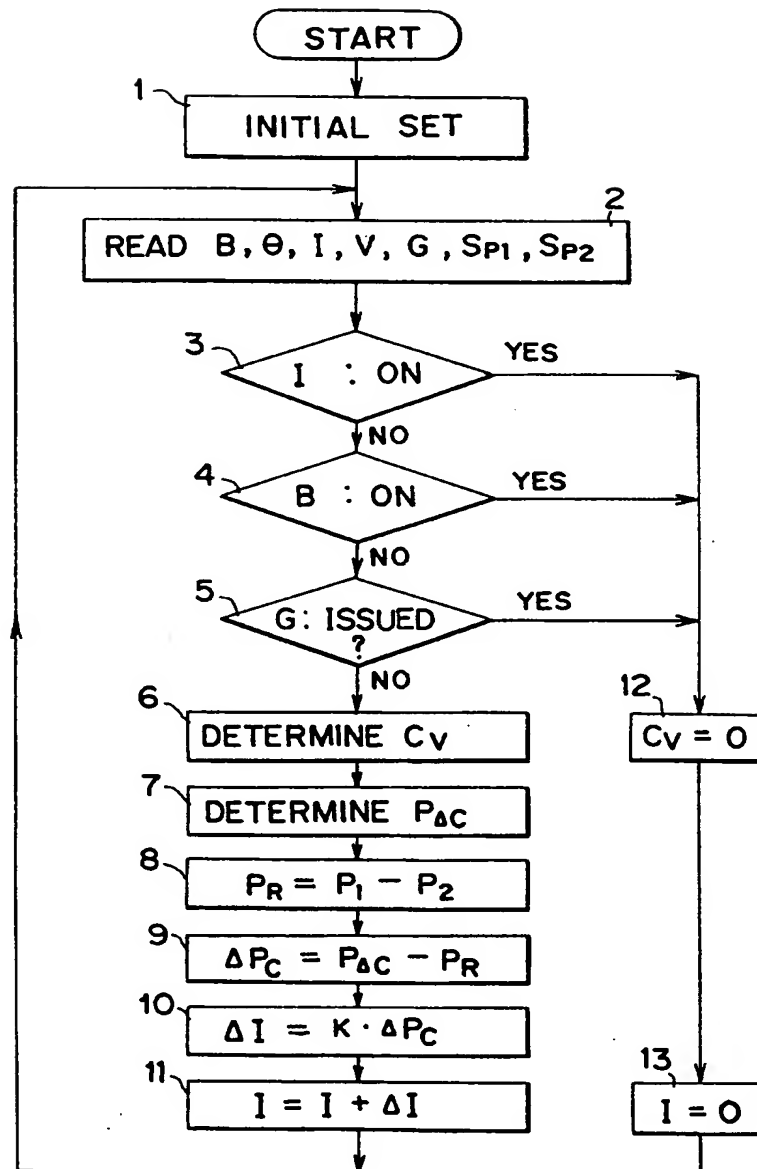 START
1
INITIAL SET
2
READ B, θ, I, V, G, SP1, SP2
3
I : ON
YES
NO
4
B : ON
YES
NO
5
G: ISSUED
?
YES
NO
6
DETERMINE CV
12
CV = 0
7
DETERMINE PΔC
8
PR = P1 - P2
9
ΔPC = PΔC - PR
10
ΔI = K · ΔPC
11
I = I + ΔI
13
I = 0